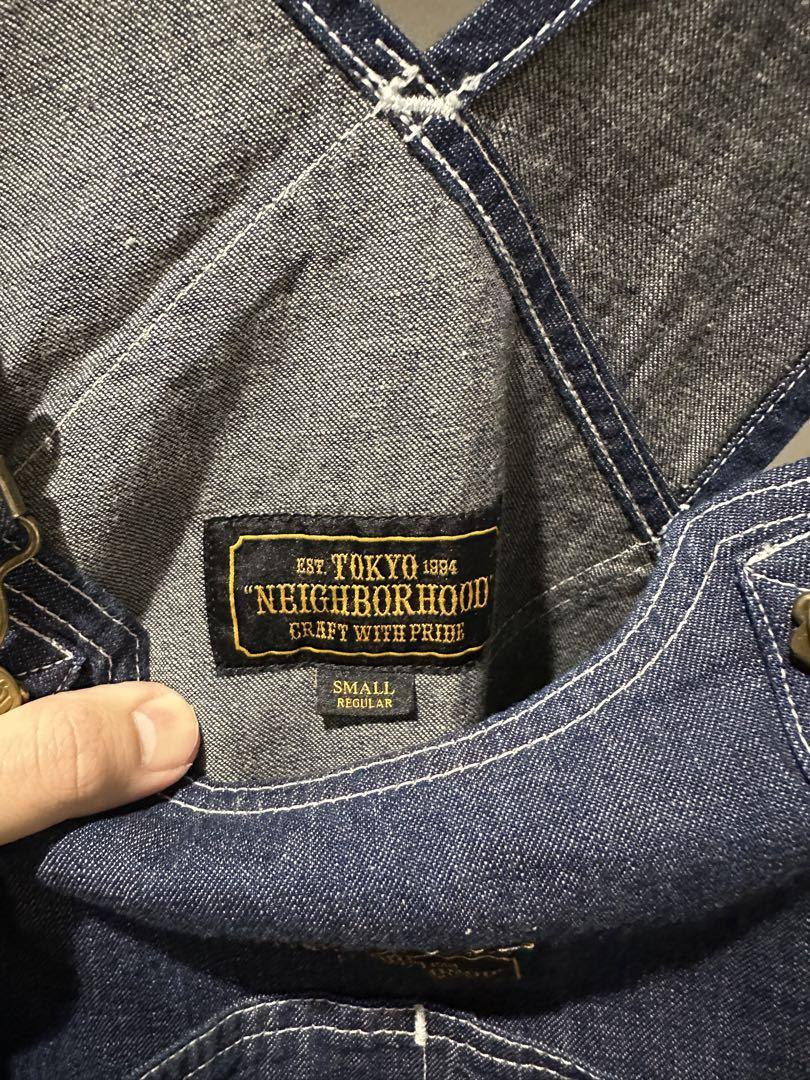 EST. TOKYO 1994
"NEIGHBORHOOD"
CRAFT WITH PRIDE
SMALL
REGULAR